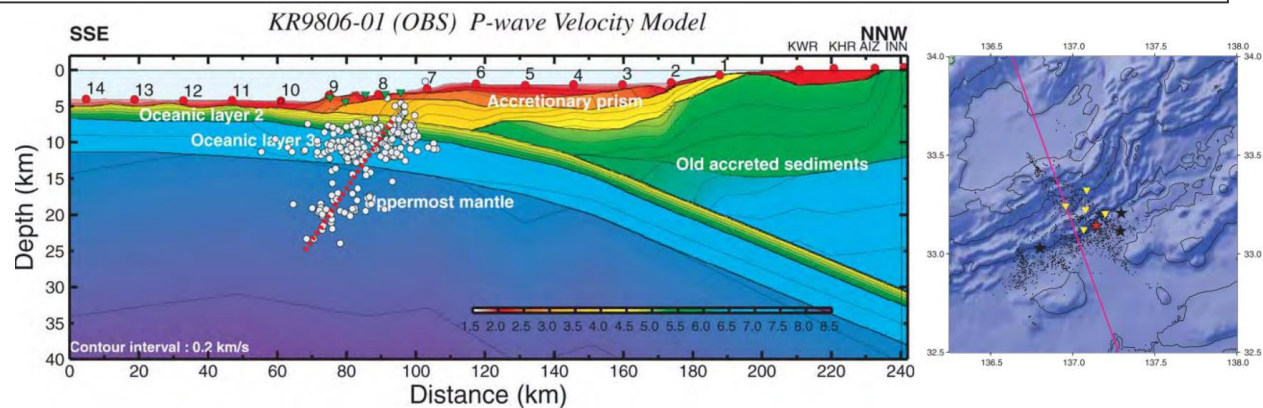 KR9806-01 (OBS) P-wave Velocity Model
SSE
NNW
KWR KHR AIZ INN
14 13 12 11 10 9 8 7 6 5 4 3 2 1
0
5
10
15
20
25
30
35
40
Depth (km)
Accretionary prism
Oceanic layer 2
Oceanic layer 3
Old accreted sediments
ppermost mantle
1.5 2.0 2.5 3.0 3.5 4.0 4.5 5.0 5.5 6.0 6.5 7.0 7.5 8.0 8.5
Contour interval : 0.2 km/s
0 20 40 60 80 100 120 140 160 180 200 220 240
Distance (km)
136.5 137.0 137.5 138.0
34.0 34.0
33.5 33.5
33.0 33.0
32.5 32.5
136.5 137.0 137.5 138.0